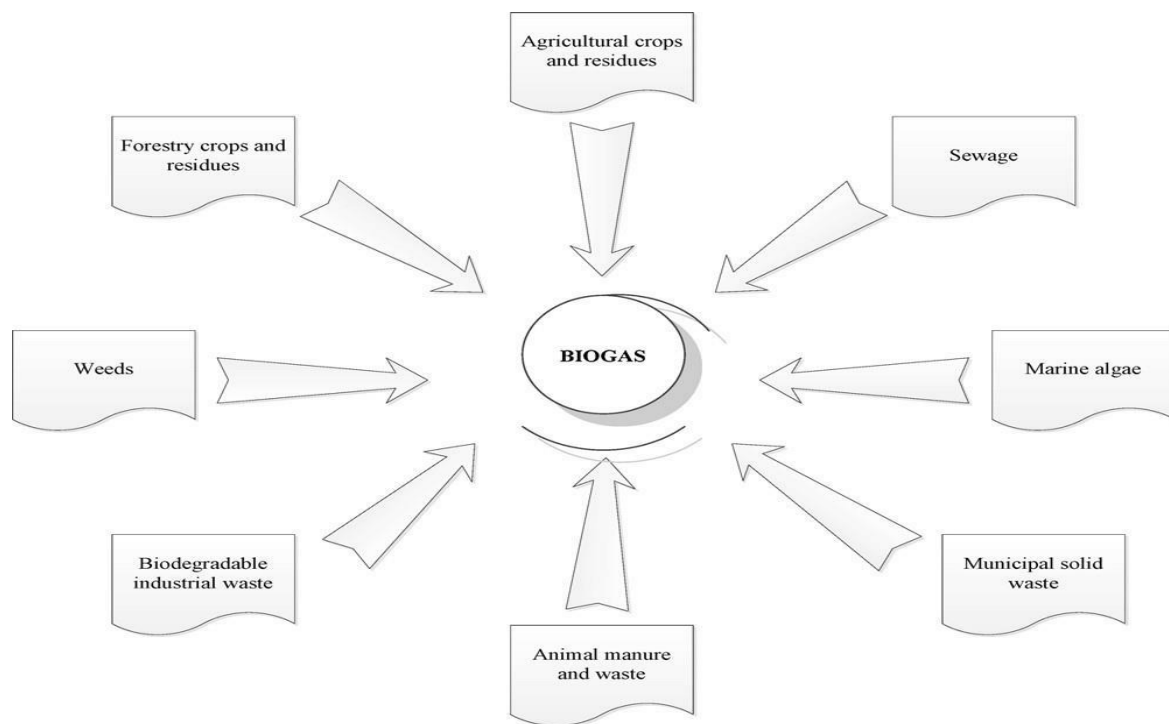 Agricultural crops
and residues
Forestry crops and
residues
Sewage
Weeds
BIOGAS
Marine algae
Biodegradable
industrial waste
Municipal solid
waste
Animal manure
and waste